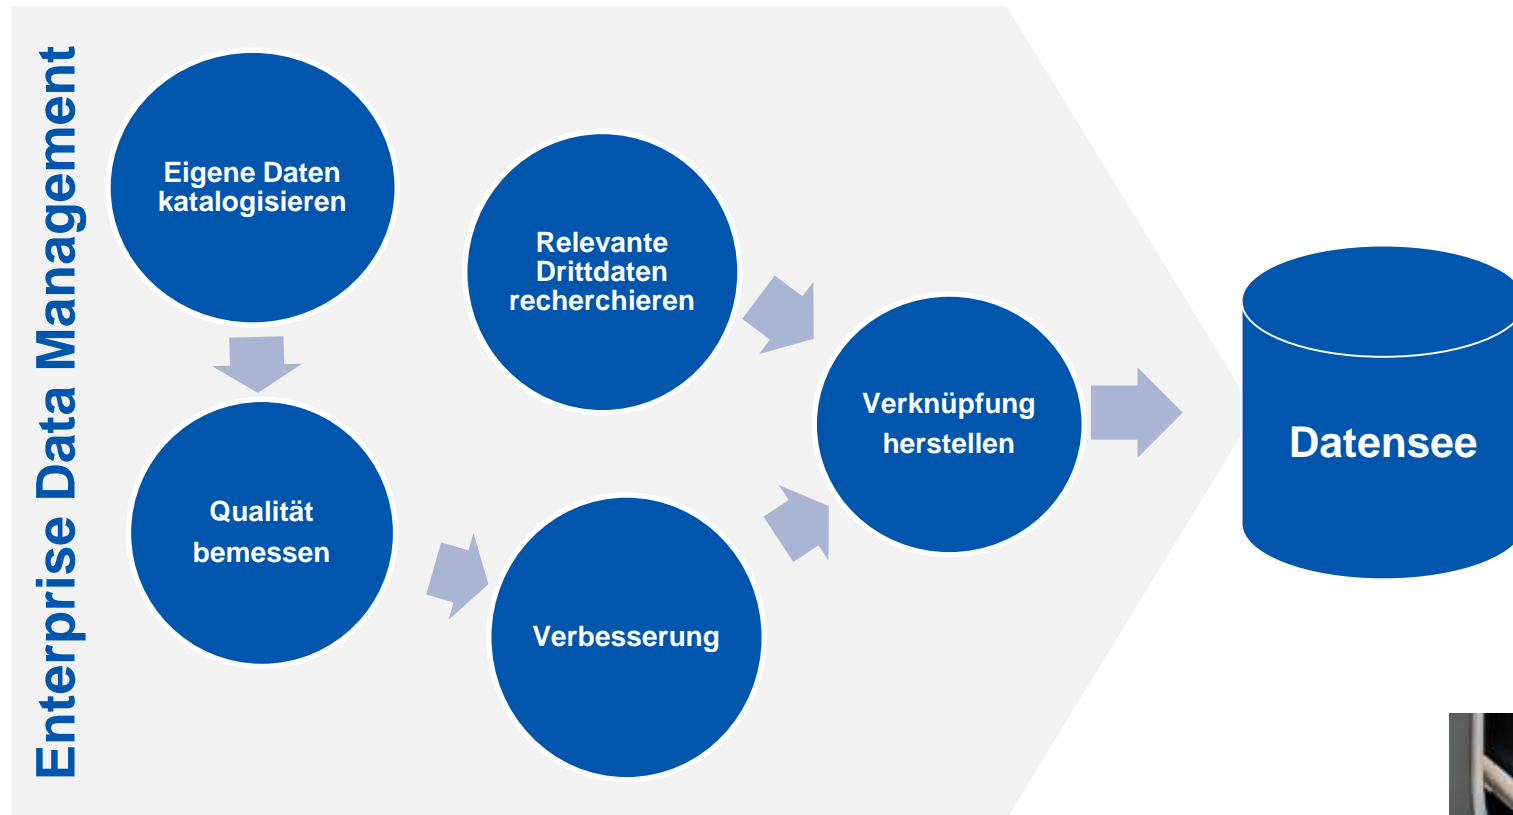 Enterprise Data Management
Eigene Daten
katalogisieren
Relevante
Drittdaten
recherchieren
Verknüpfung
herstellen
Datensee
Qualität
bemessen
Verbesserung